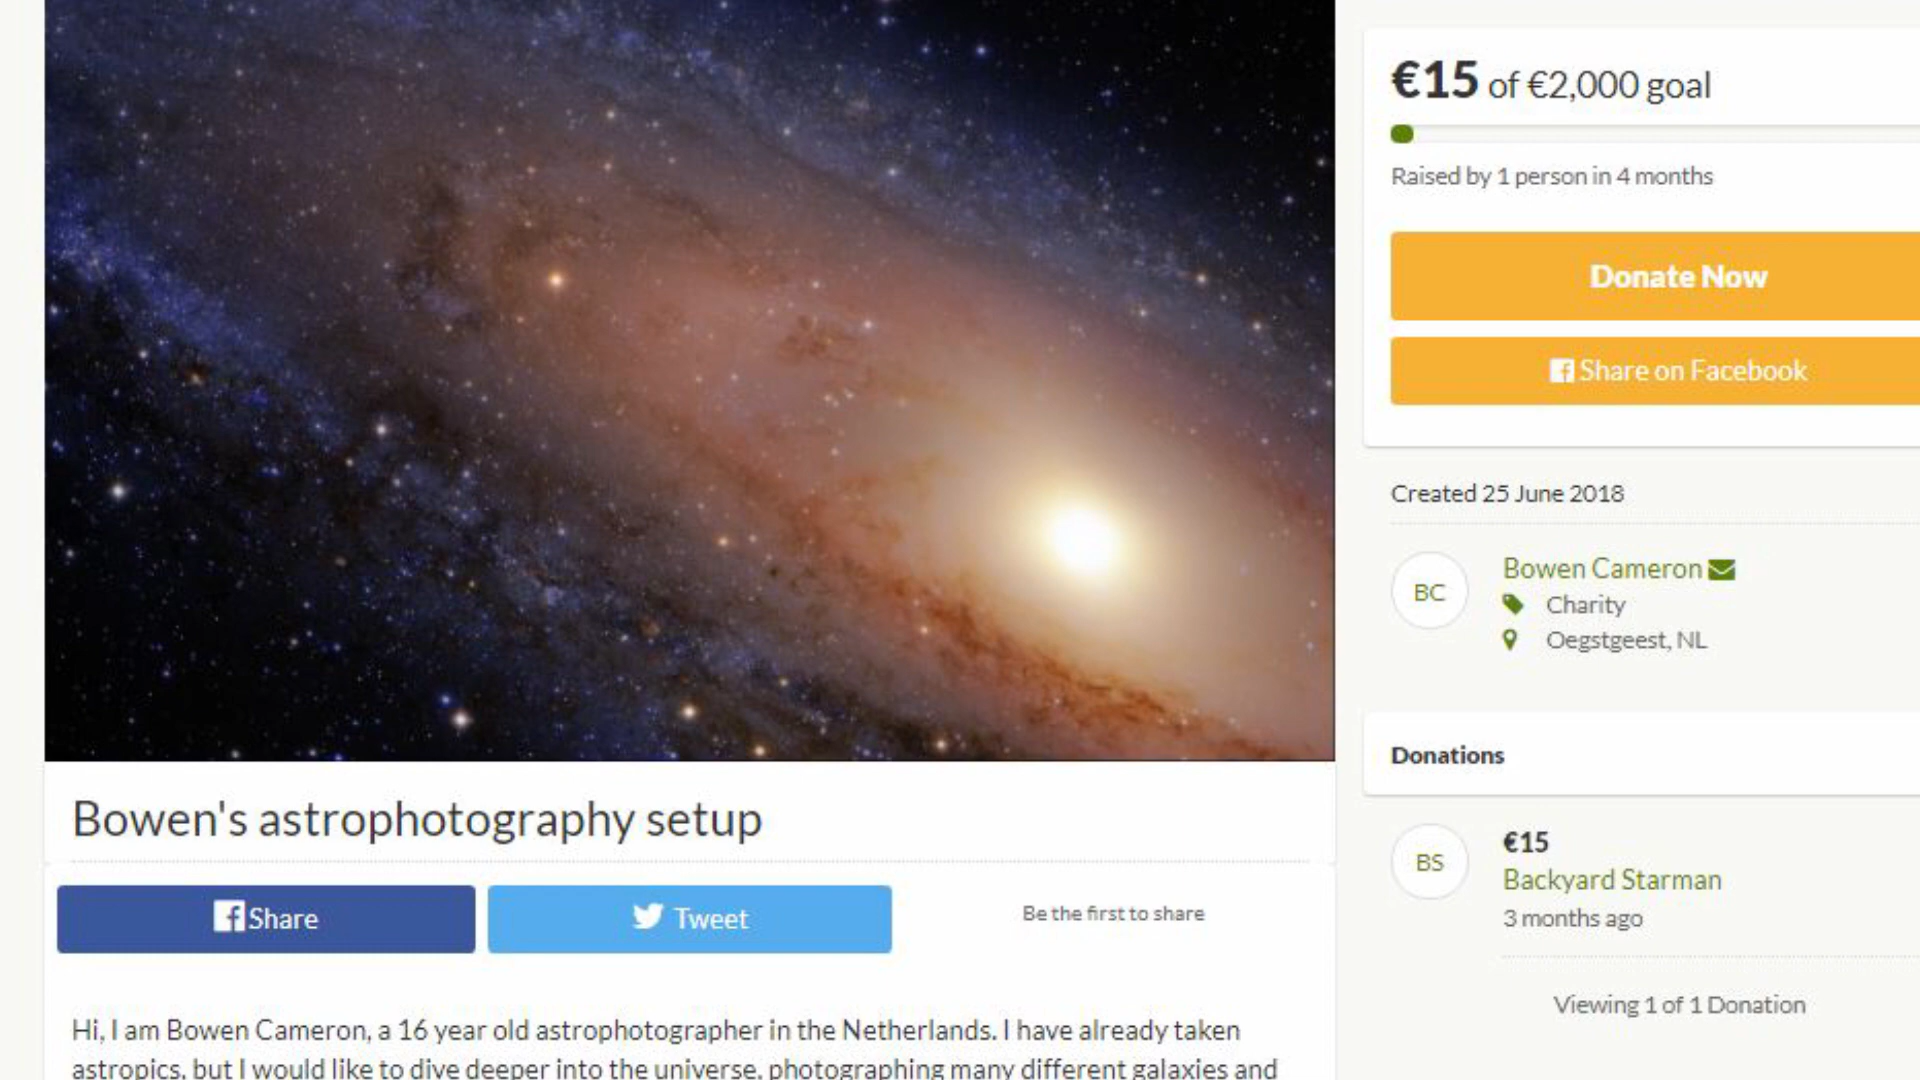 €15 of €2,000 goal
Raised by 1 person in 4 months
Donate Now
Share on Facebook
Created 25 June 2018
BC
Bowen Cameron
Charity
Oegstgeest, NL
Donations
BS
€15
Backyard Starman
3 months ago
Viewing 1 of 1 Donation
Bowen's astrophotography setup
Share
Tweet
Be the first to share
Hi, I am Bowen Cameron, a 16 year old astrophotographer in the Netherlands. I have already taken
astropics, but I would like to dive deeper into the universe, photographing many different galaxies and